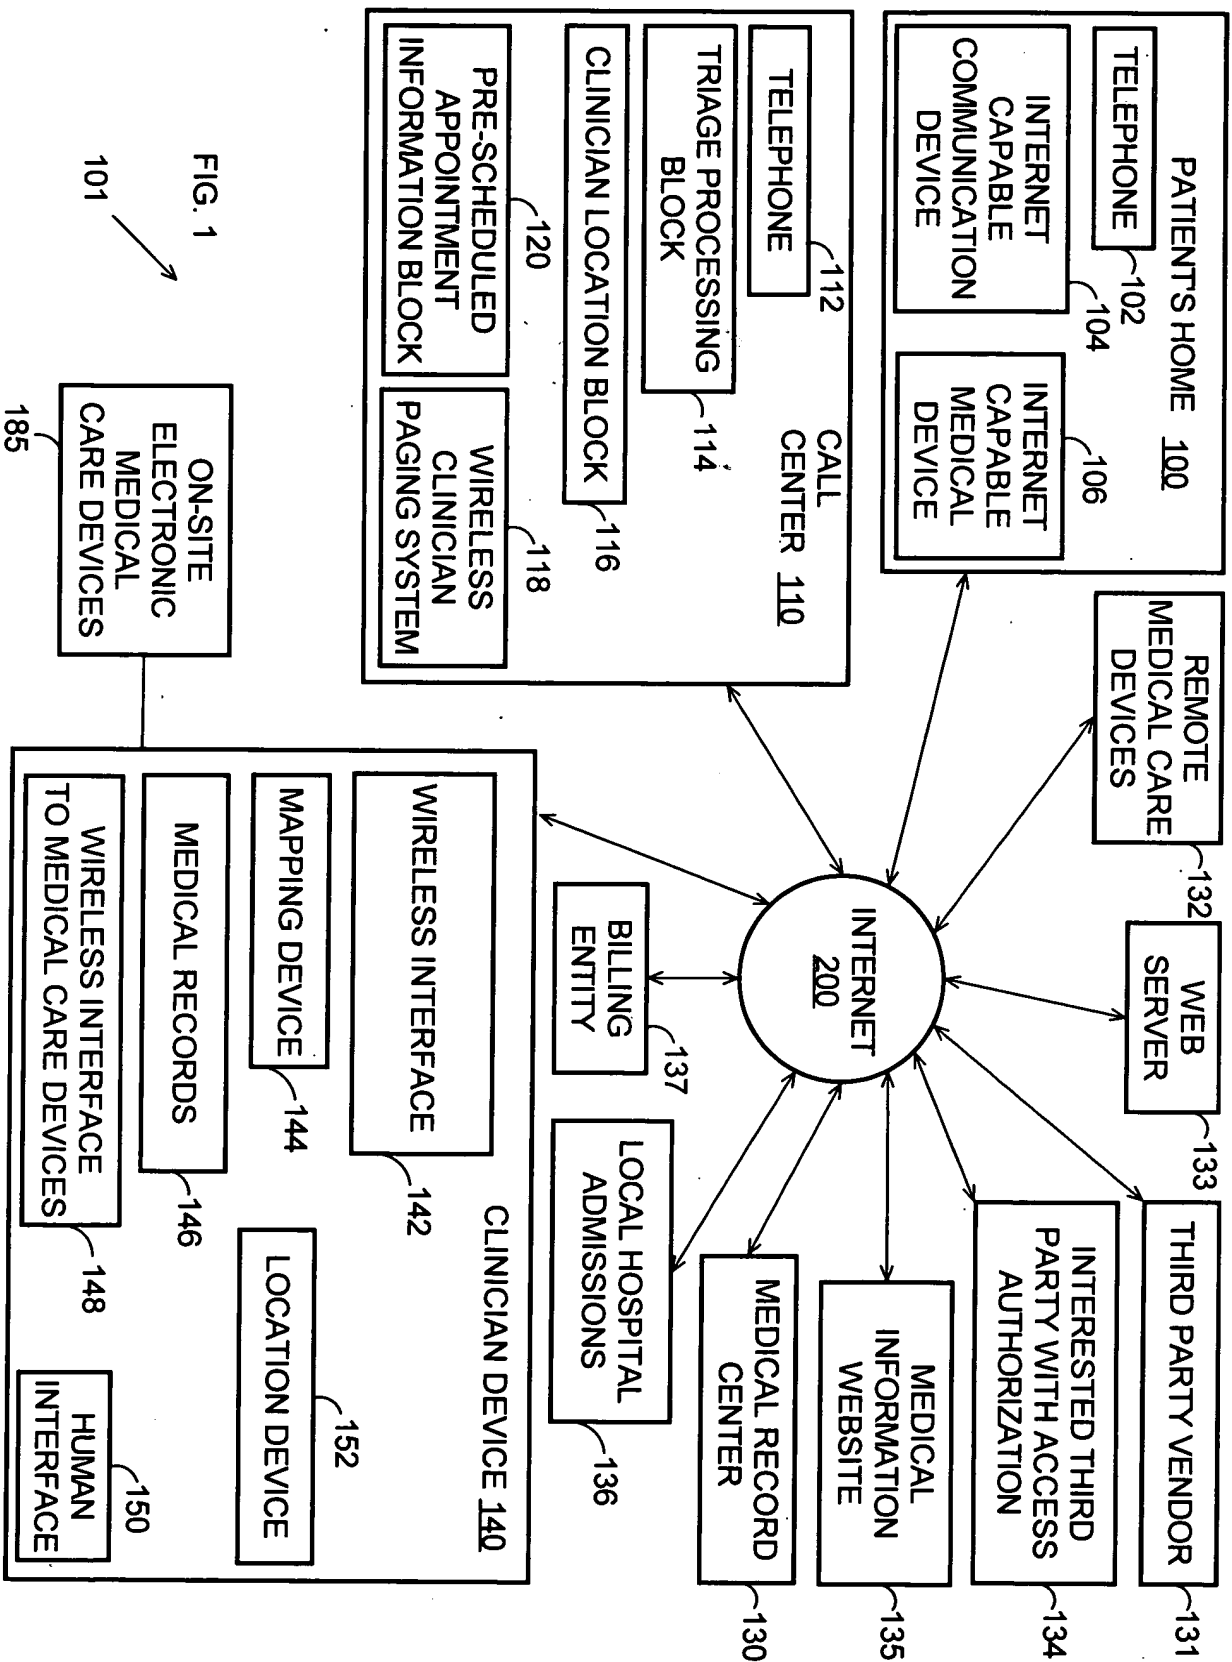 PATIENT'S HOME 100
TELEPHONE
102
INTERNET
CAPABLE
COMMUNICATION
DEVICE
104
INTERNET
CAPABLE
MEDICAL
DEVICE
106
REMOTE
MEDICAL CARE
DEVICES
132
WEB
SERVER
133
THIRD PARTY VENDOR
131
INTERESTED THIRD
PARTY WITH ACCESS
AUTHORIZATION
134
MEDICAL
INFORMATION
WEBSITE
135
MEDICAL RECORD
CENTER
130
LOCAL HOSPITAL
ADMISSIONS
136
BILLING
ENTITY
137
INTERNET
200
CALL
CENTER 110
TELEPHONE
112
TRIAGE PROCESSING
BLOCK
114
CLINICIAN LOCATION BLOCK
116
PRE-SCHEDULED
APPOINTMENT
INFORMATION BLOCK
120
WIRELESS
CLINICIAN
PAGING SYSTEM
118
CLINICIAN DEVICE 140
WIRELESS INTERFACE
142
MAPPING DEVICE
144
MEDICAL RECORDS
146
WIRELESS INTERFACE
TO MEDICAL CARE DEVICES
148
LOCATION DEVICE
152
HUMAN
INTERFACE
150
ON-SITE
ELECTRONIC
MEDICAL
CARE DEVICES
185
FIG. 1
101